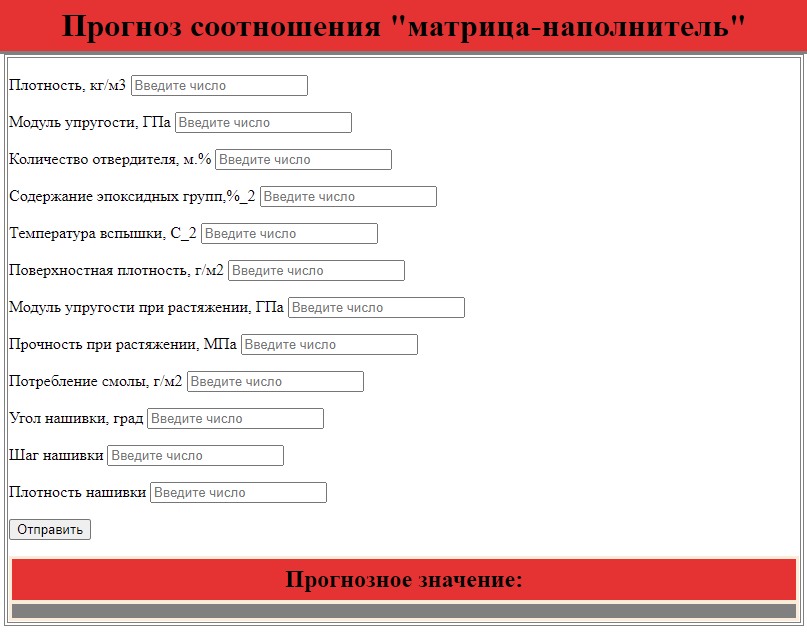 Прогноз соотношения "матрица-наполнитель"
Плотность, кг/м3 Введите число
Модуль упругости, ГПа Введите число
Количество отвердителя, м.% Введите число
Содержание эпоксидных групп,%_2 Введите число
Температура вспышки, С_2 Введите число
Поверхностная плотность, г/м2 Введите число
Модуль упругости при растяжении, ГПа Введите число
Прочность при растяжении, МПа Введите число
Потребление смолы, г/м2 Введите число
Угол нашивки, град Введите число
Шаг нашивки Введите число
Плотность нашивки Введите число
Отправить
Прогнозное значение: